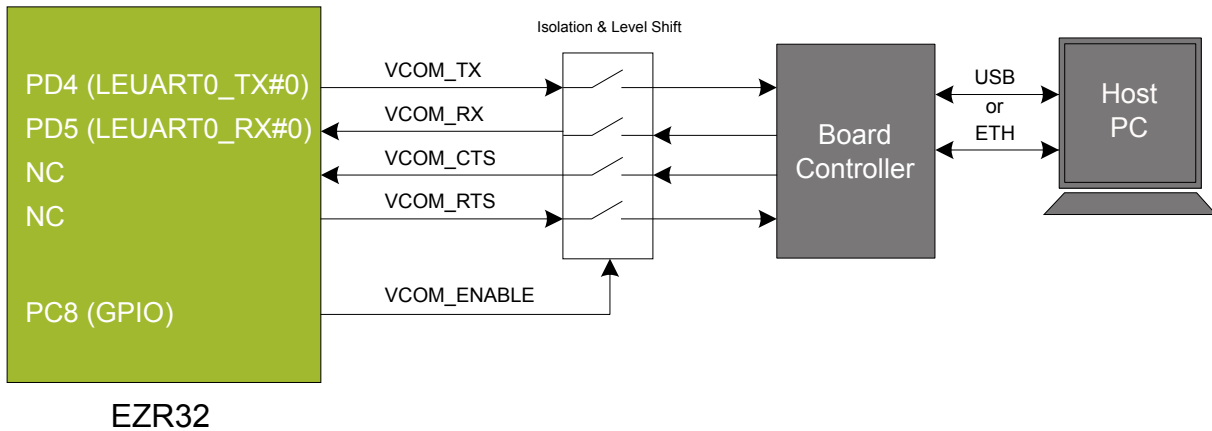 Isolation & Level Shift
PD4 (LEUART0_TX#0)
VCOM_TX
PD5 (LEUART0_RX#0)
VCOM_RX
NC
VCOM_CTS
NC
VCOM_RTS
PC8 (GPIO)
VCOM_ENABLE
Board
Controller
USB
or
ETH
Host
PC
EZR32